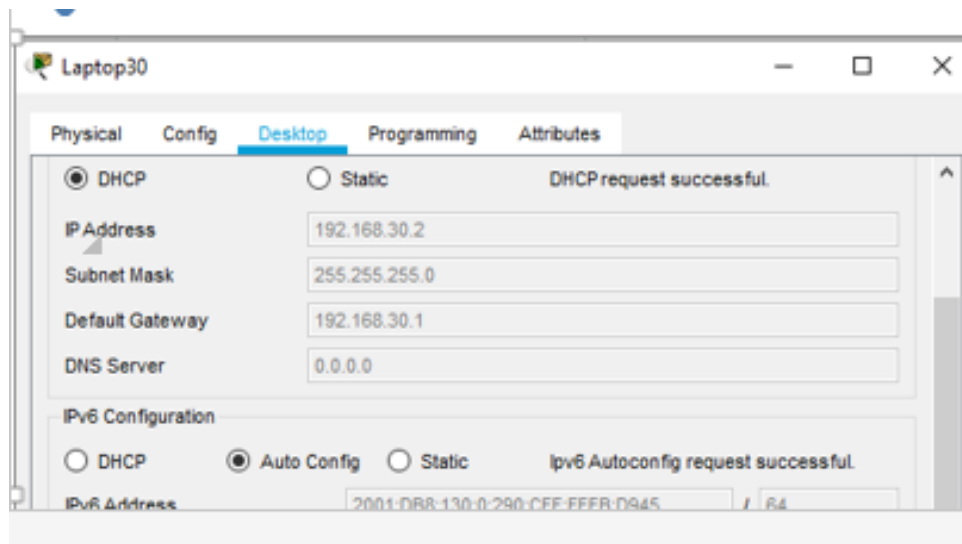 Laptop30
Physical Config Desktop Programming Attributes
DHCP Static DHCP request successful.
IP Address 192.168.30.2
Subnet Mask 255.255.255.0
Default Gateway 192.168.30.1
DNS Server 0.0.0.0
IPv6 Configuration
DHCP Auto Config Static Ipv6 Autoconfig request successful.
IPv6 Address / 64